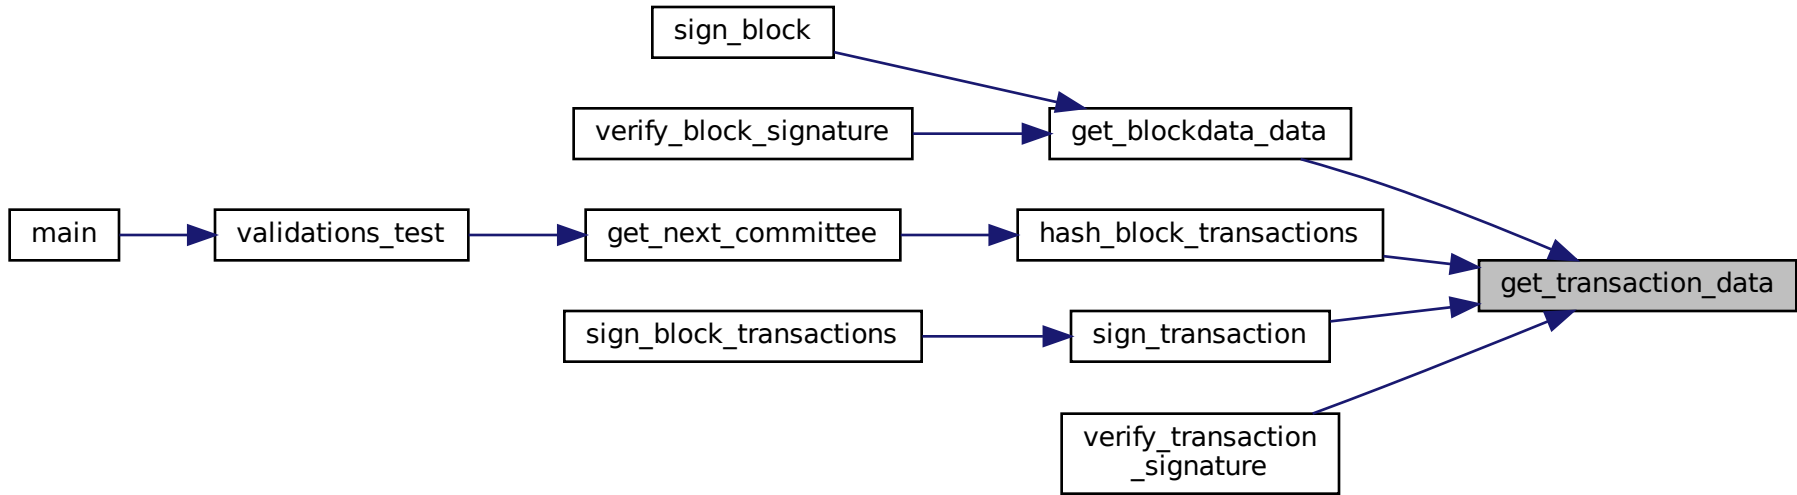 sign_block
verify_block_signature
get_blockdata_data
main
validations_test
get_next_committee
hash_block_transactions
get_transaction_data
sign_block_transactions
sign_transaction
verify_transaction
_signature